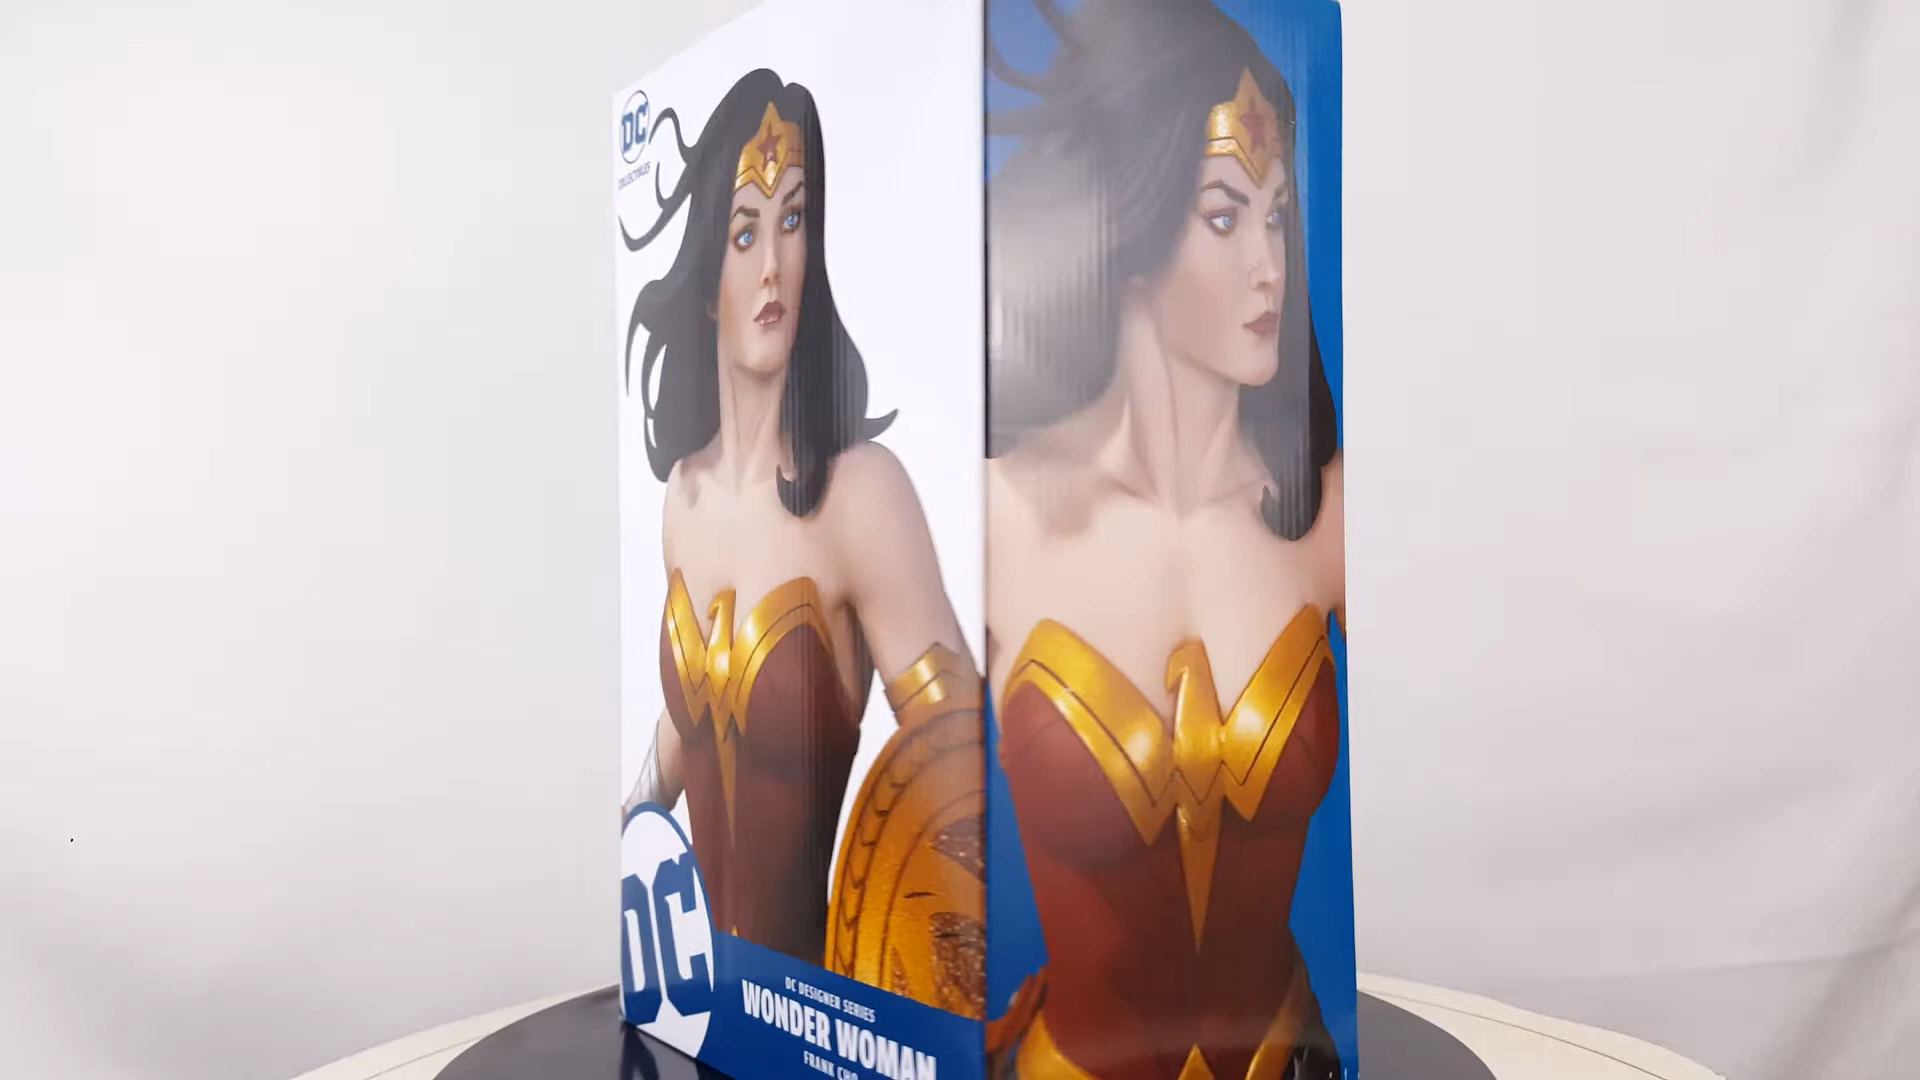 DC
COLLECTIBLES
DC
DC DESIGNER SERIES
WONDER WOMAN
FRANK CHO